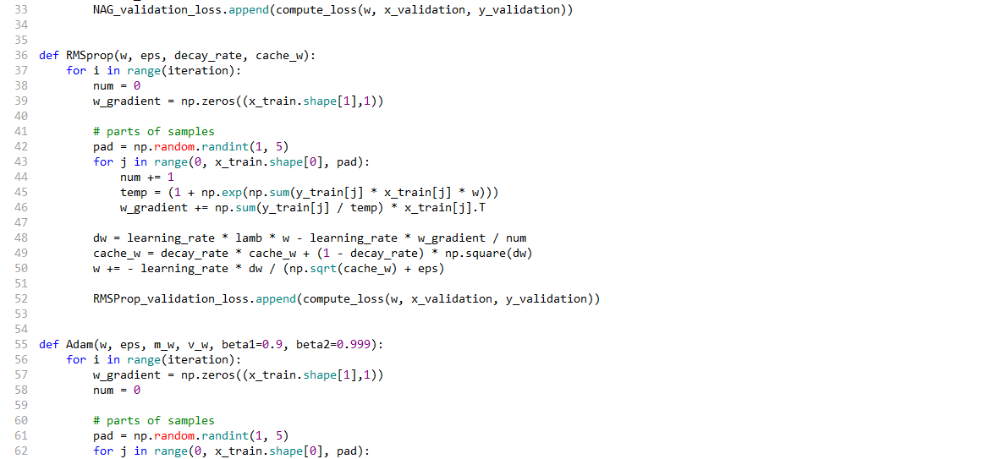 33 NAG_validation_loss.append(compute_loss(w, x_validation, y_validation))
34
35
36 def RMSprop(w, eps, decay_rate, cache_w):
37     for i in range(iteration):
38         num = 0
39         w_gradient = np.zeros((x_train.shape[1],1))
40
41         # parts of samples
42         pad = np.random.randint(1, 5)
43         for j in range(0, x_train.shape[0], pad):
44             num += 1
45             temp = (1 + np.exp(np.sum(y_train[j] * x_train[j] * w)))
46             w_gradient += np.sum(y_train[j] / temp) * x_train[j].T
47
48         dw = learning_rate * lamb * w - learning_rate * w_gradient / num
49         cache_w = decay_rate * cache_w + (1 - decay_rate) * np.square(dw)
50         w += - learning_rate * dw / (np.sqrt(cache_w) + eps)
51
52         RMSProp_validation_loss.append(compute_loss(w, x_validation, y_validation))
53
54
55 def Adam(w, eps, m_w, v_w, beta1=0.9, beta2=0.999):
56     for i in range(iteration):
57         w_gradient = np.zeros((x_train.shape[1],1))
58         num = 0
59
60         # parts of samples
61         pad = np.random.randint(1, 5)
62         for j in range(0, x_train.shape[0], pad):